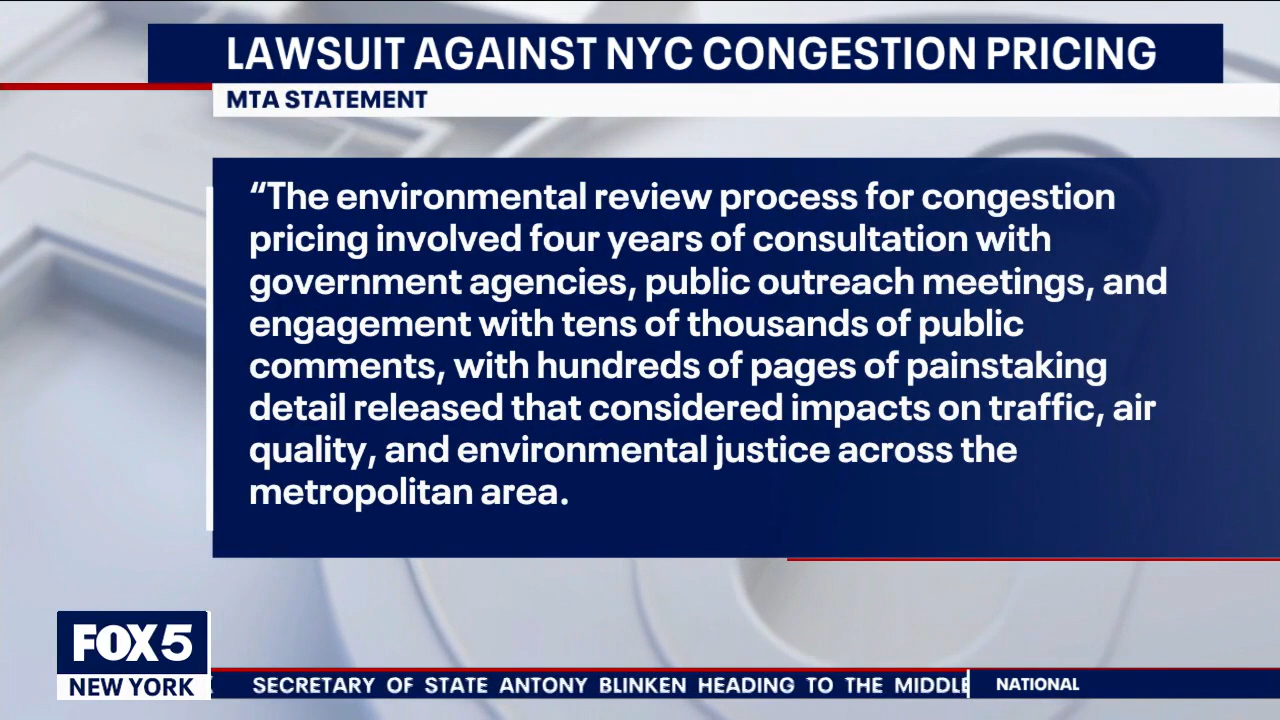 LAWSUIT AGAINST NYC CONGESTION PRICING
MTA STATEMENT
“The environmental review process for congestion
pricing involved four years of consultation with
government agencies, public outreach meetings, and
engagement with tens of thousands of public
comments, with hundreds of pages of painstaking
detail released that considered impacts on traffic, air
quality, and environmental justice across the
metropolitan area.
FOX 5
NEW YORK
SECRETARY OF STATE ANTONY BLINKEN HEADING TO THE MIDDLE
NATIONAL